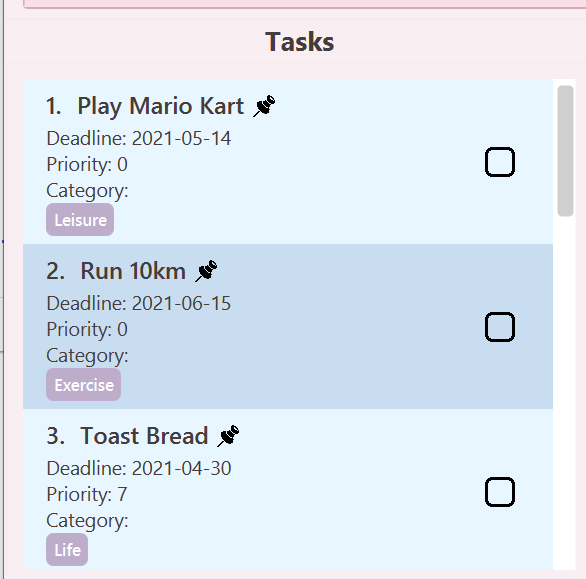 Tasks
1. Play Mario Kart
Deadline: 2021-05-14
Priority: 0
Category:
Leisure
2. Run 10km
Deadline: 2021-06-15
Priority: 0
Category:
Exercise
3. Toast Bread
Deadline: 2021-04-30
Priority: 7
Category:
Life